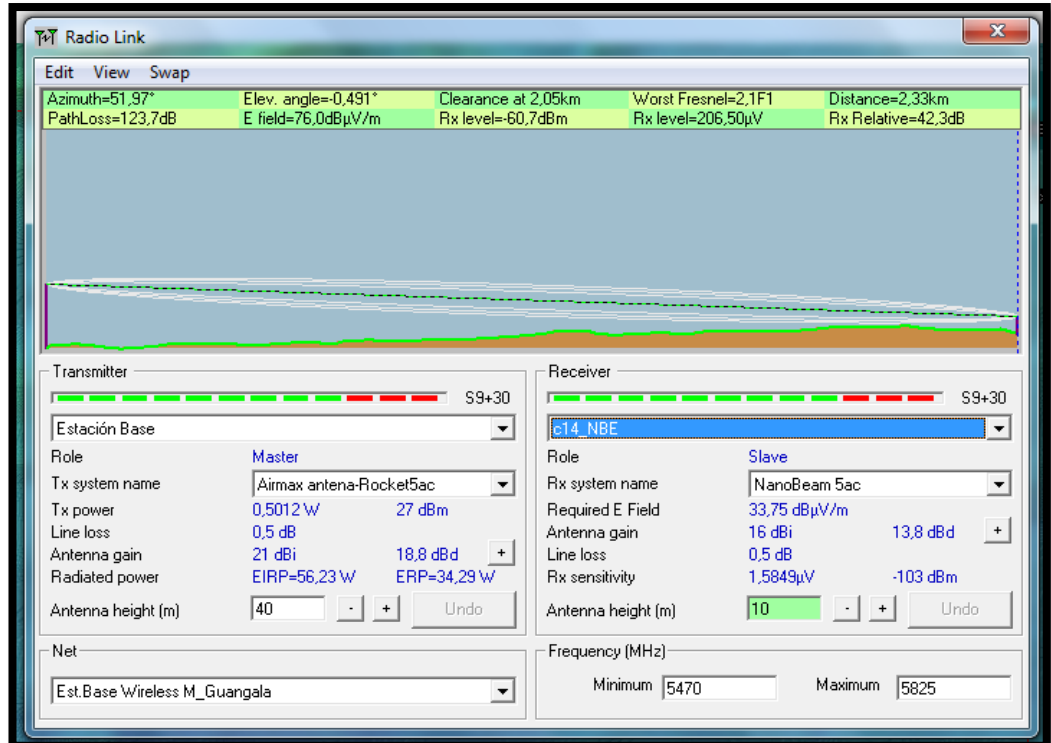 Radio Link
Edit View Swap
Azimuth=51,97° Elev. angle=-0,491° Clearance at 2,05km Worst Fresnel=2,1F1 Distance=2,33km
PathLoss=123,7dB E field=76,0dBµV/m Rx level=-60,7dBm Rx level=206,50µV Rx Relative=42,3dB
Transmitter
S9+30
Estación Base
Role Master
Tx system name Airmax antena-Rocket5ac
Tx power 0,5012 W 27 dBm
Line loss 0,5 dB
Antenna gain 21 dBi 18,8 dBd +
Radiated power EIRP=56,23 W ERP=34,29 W
Antenna height (m) 40 - + Undo
Net
Est.Base Wireless M_Guangala
Receiver
S9+30
c14_NBE
Role Slave
Rx system name NanoBeam 5ac
Required E Field 33,75 dBµV/m
Antenna gain 16 dBi 13,8 dBd +
Line loss 0,5 dB
Rx sensitivity 1,5849µV -103 dBm
Antenna height (m) 10 - + Undo
Frequency (MHz)
Minimum 5470 Maximum 5825